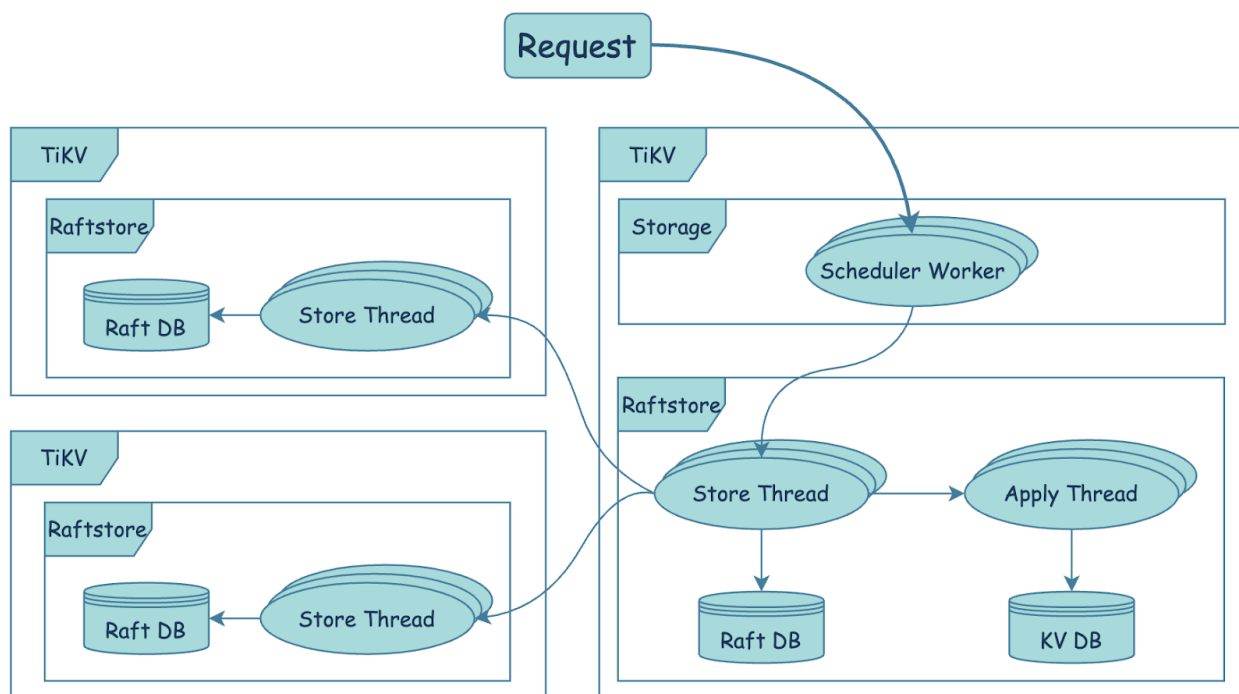 Request
TiKV
Raftstore
Raft DB
Store Thread
TiKV
Raftstore
Raft DB
Store Thread
TiKV
Storage
Scheduler Worker
Raftstore
Store Thread
Apply Thread
Raft DB
KV DB